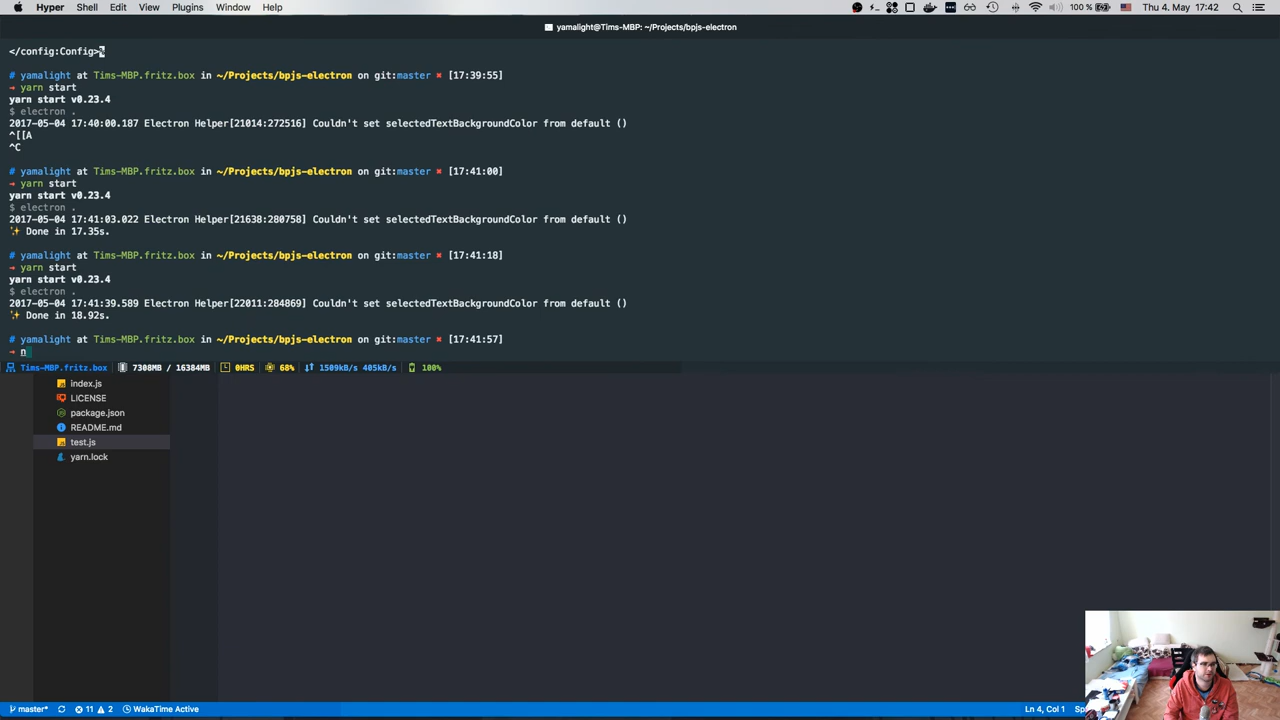 Hyper Shell Edit View Plugins Window Help 100 % Thu 4. May 17:42
yamalight@Tims-MBP: ~/Projects/bpjs-electron
</config:Config>%
# yamalight at Tims-MBP.fritz.box in ~/Projects/bpjs-electron on git:master ✖ [17:39:55]
→ yarn start
yarn start v0.23.4
$ electron .
2017-05-04 17:40:00.187 Electron Helper[21014:272516] Couldn't set selectedTextBackgroundColor from default ()
^[[A
^C
# yamalight at Tims-MBP.fritz.box in ~/Projects/bpjs-electron on git:master ✖ [17:41:00]
→ yarn start
yarn start v0.23.4
$ electron .
2017-05-04 17:41:03.022 Electron Helper[21638:280758] Couldn't set selectedTextBackgroundColor from default ()
✨ Done in 17.35s.
# yamalight at Tims-MBP.fritz.box in ~/Projects/bpjs-electron on git:master ✖ [17:41:18]
→ yarn start
yarn start v0.23.4
$ electron .
2017-05-04 17:41:39.589 Electron Helper[22011:284869] Couldn't set selectedTextBackgroundColor from default ()
✨ Done in 18.92s.
# yamalight at Tims-MBP.fritz.box in ~/Projects/bpjs-electron on git:master ✖ [17:41:57]
→ n
Tims-MBP.fritz.box 7308MB / 16384MB 0HRS 68% 1509kB/s 405kB/s 100%
index.js
LICENSE
package.json
README.md
test.js
yarn.lock
master* 11 2 WakaTime Active Ln 4, Col 1